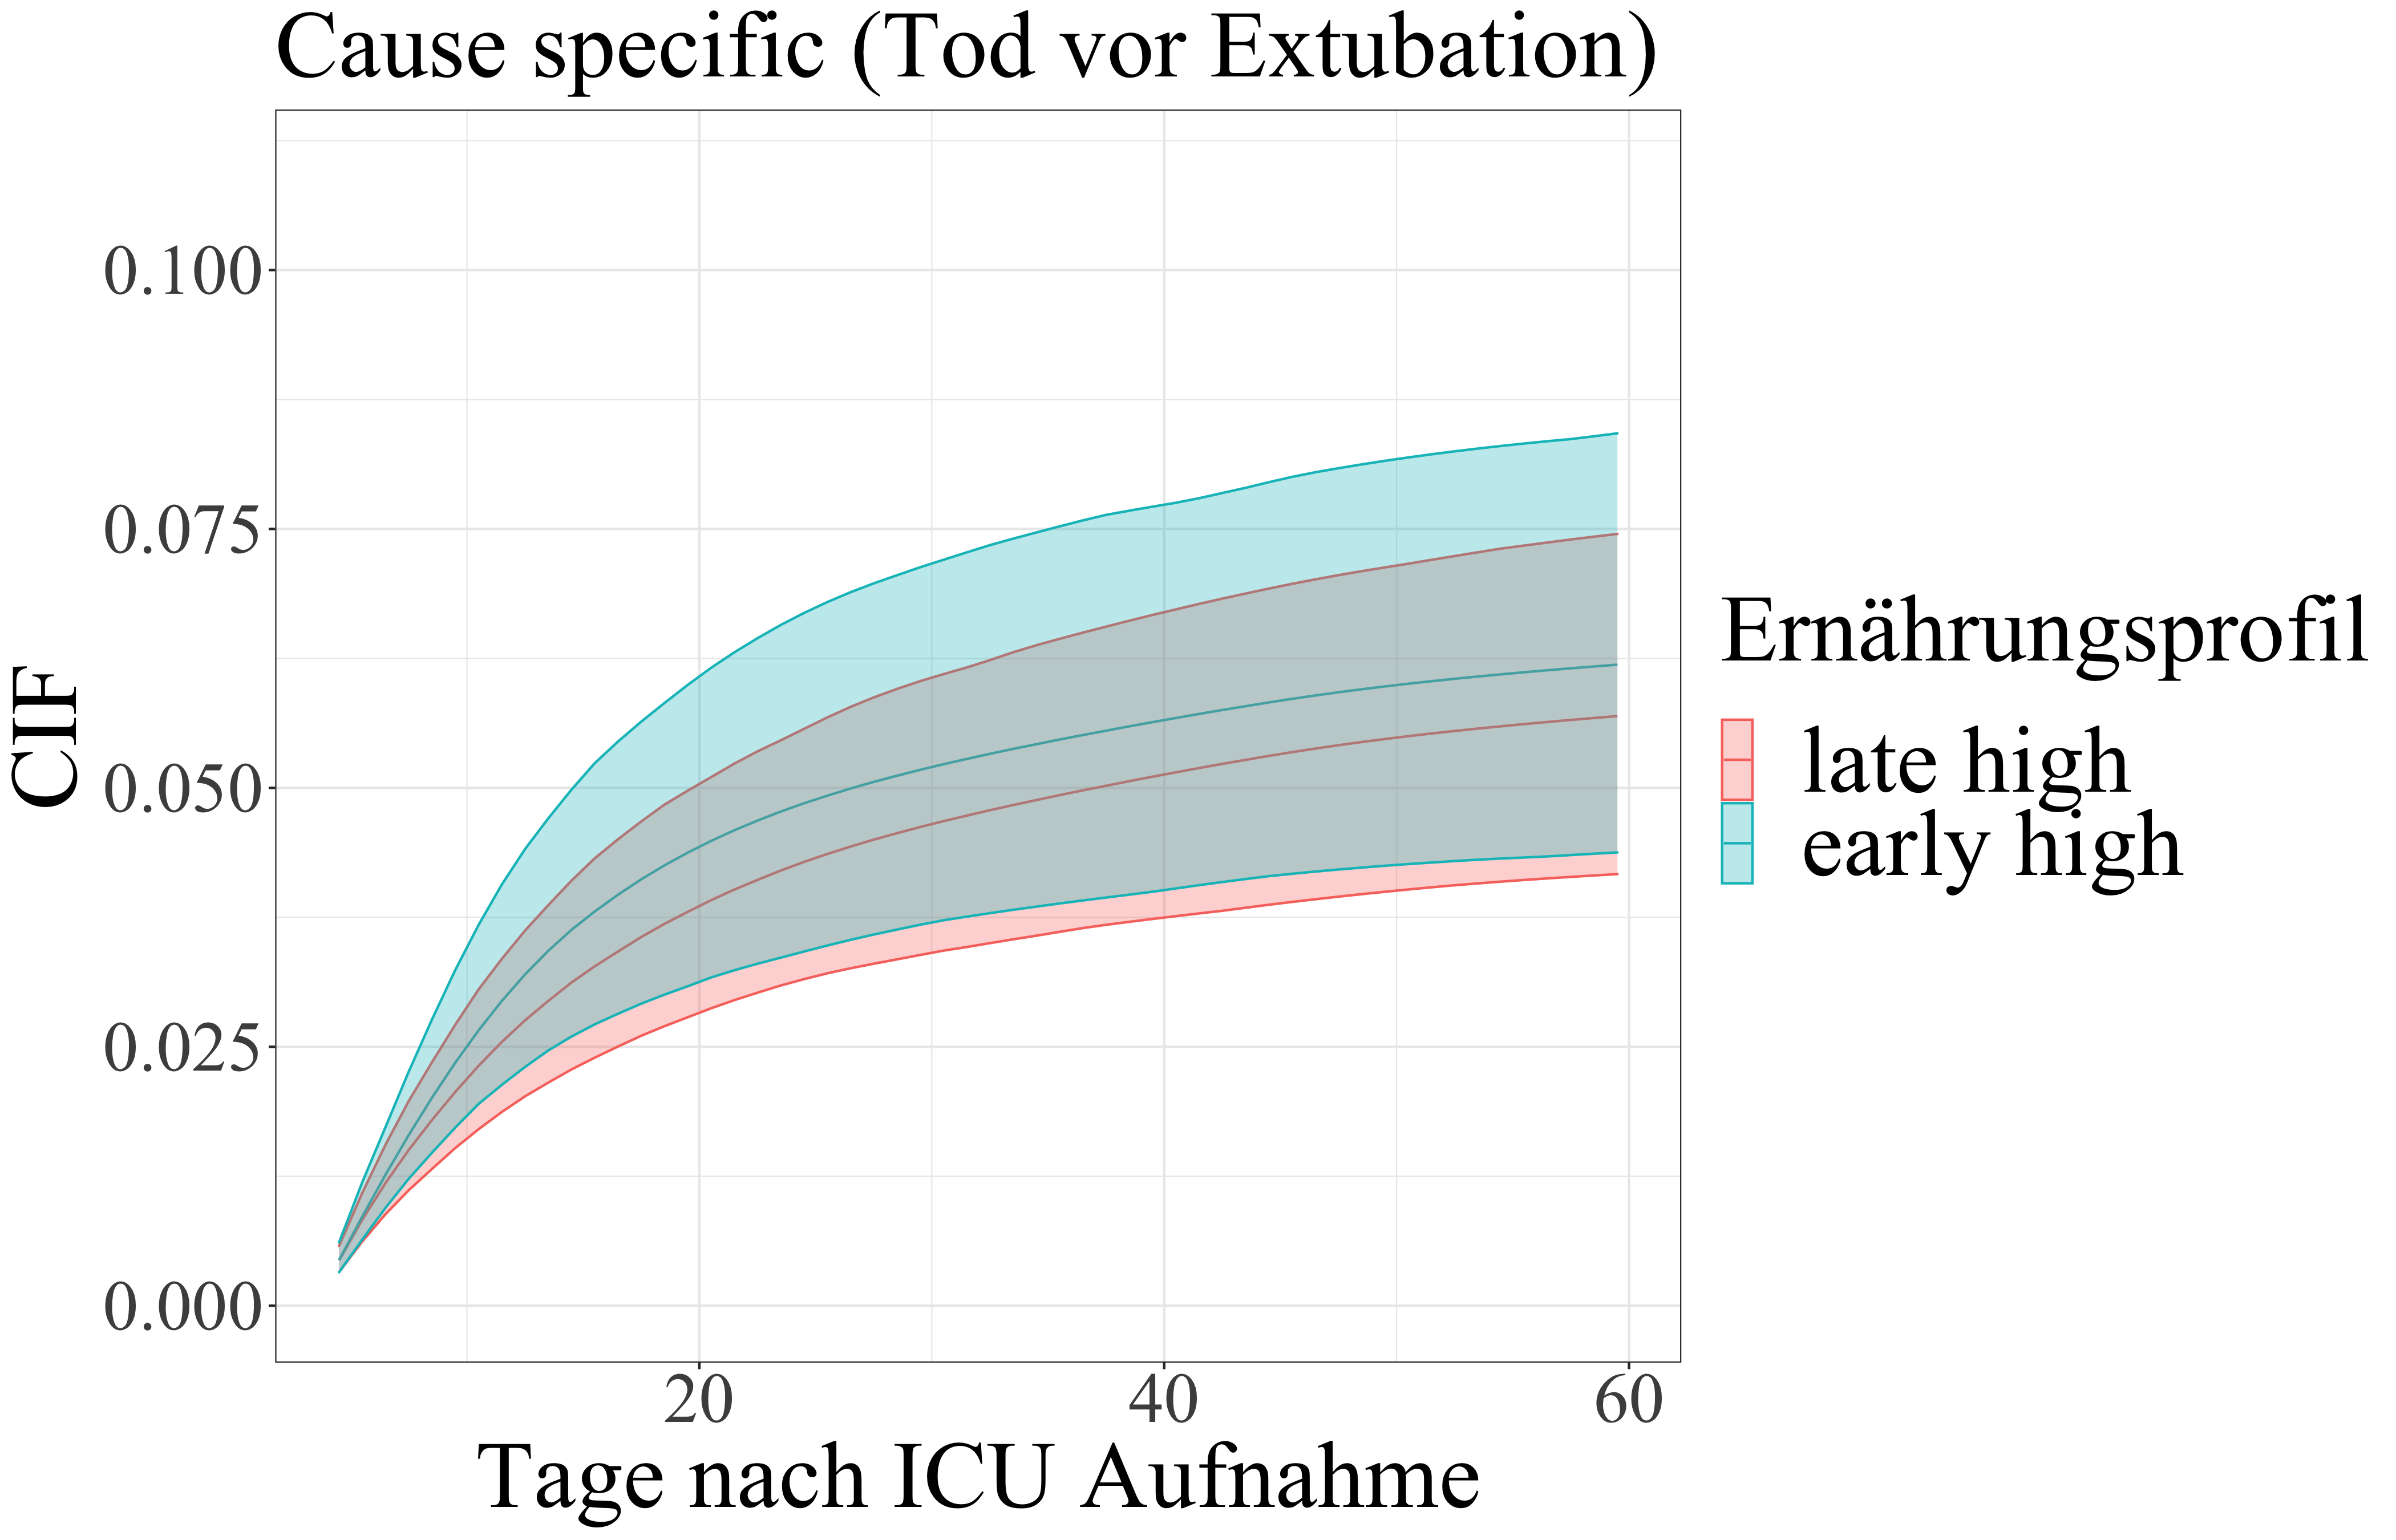 Cause specific (Tod vor Extubation)
CIF
0.100
0.075
0.050
0.025
0.000
20
40
60
Tage nach ICU Aufnahme
Ernährungsprofil
late high
early high